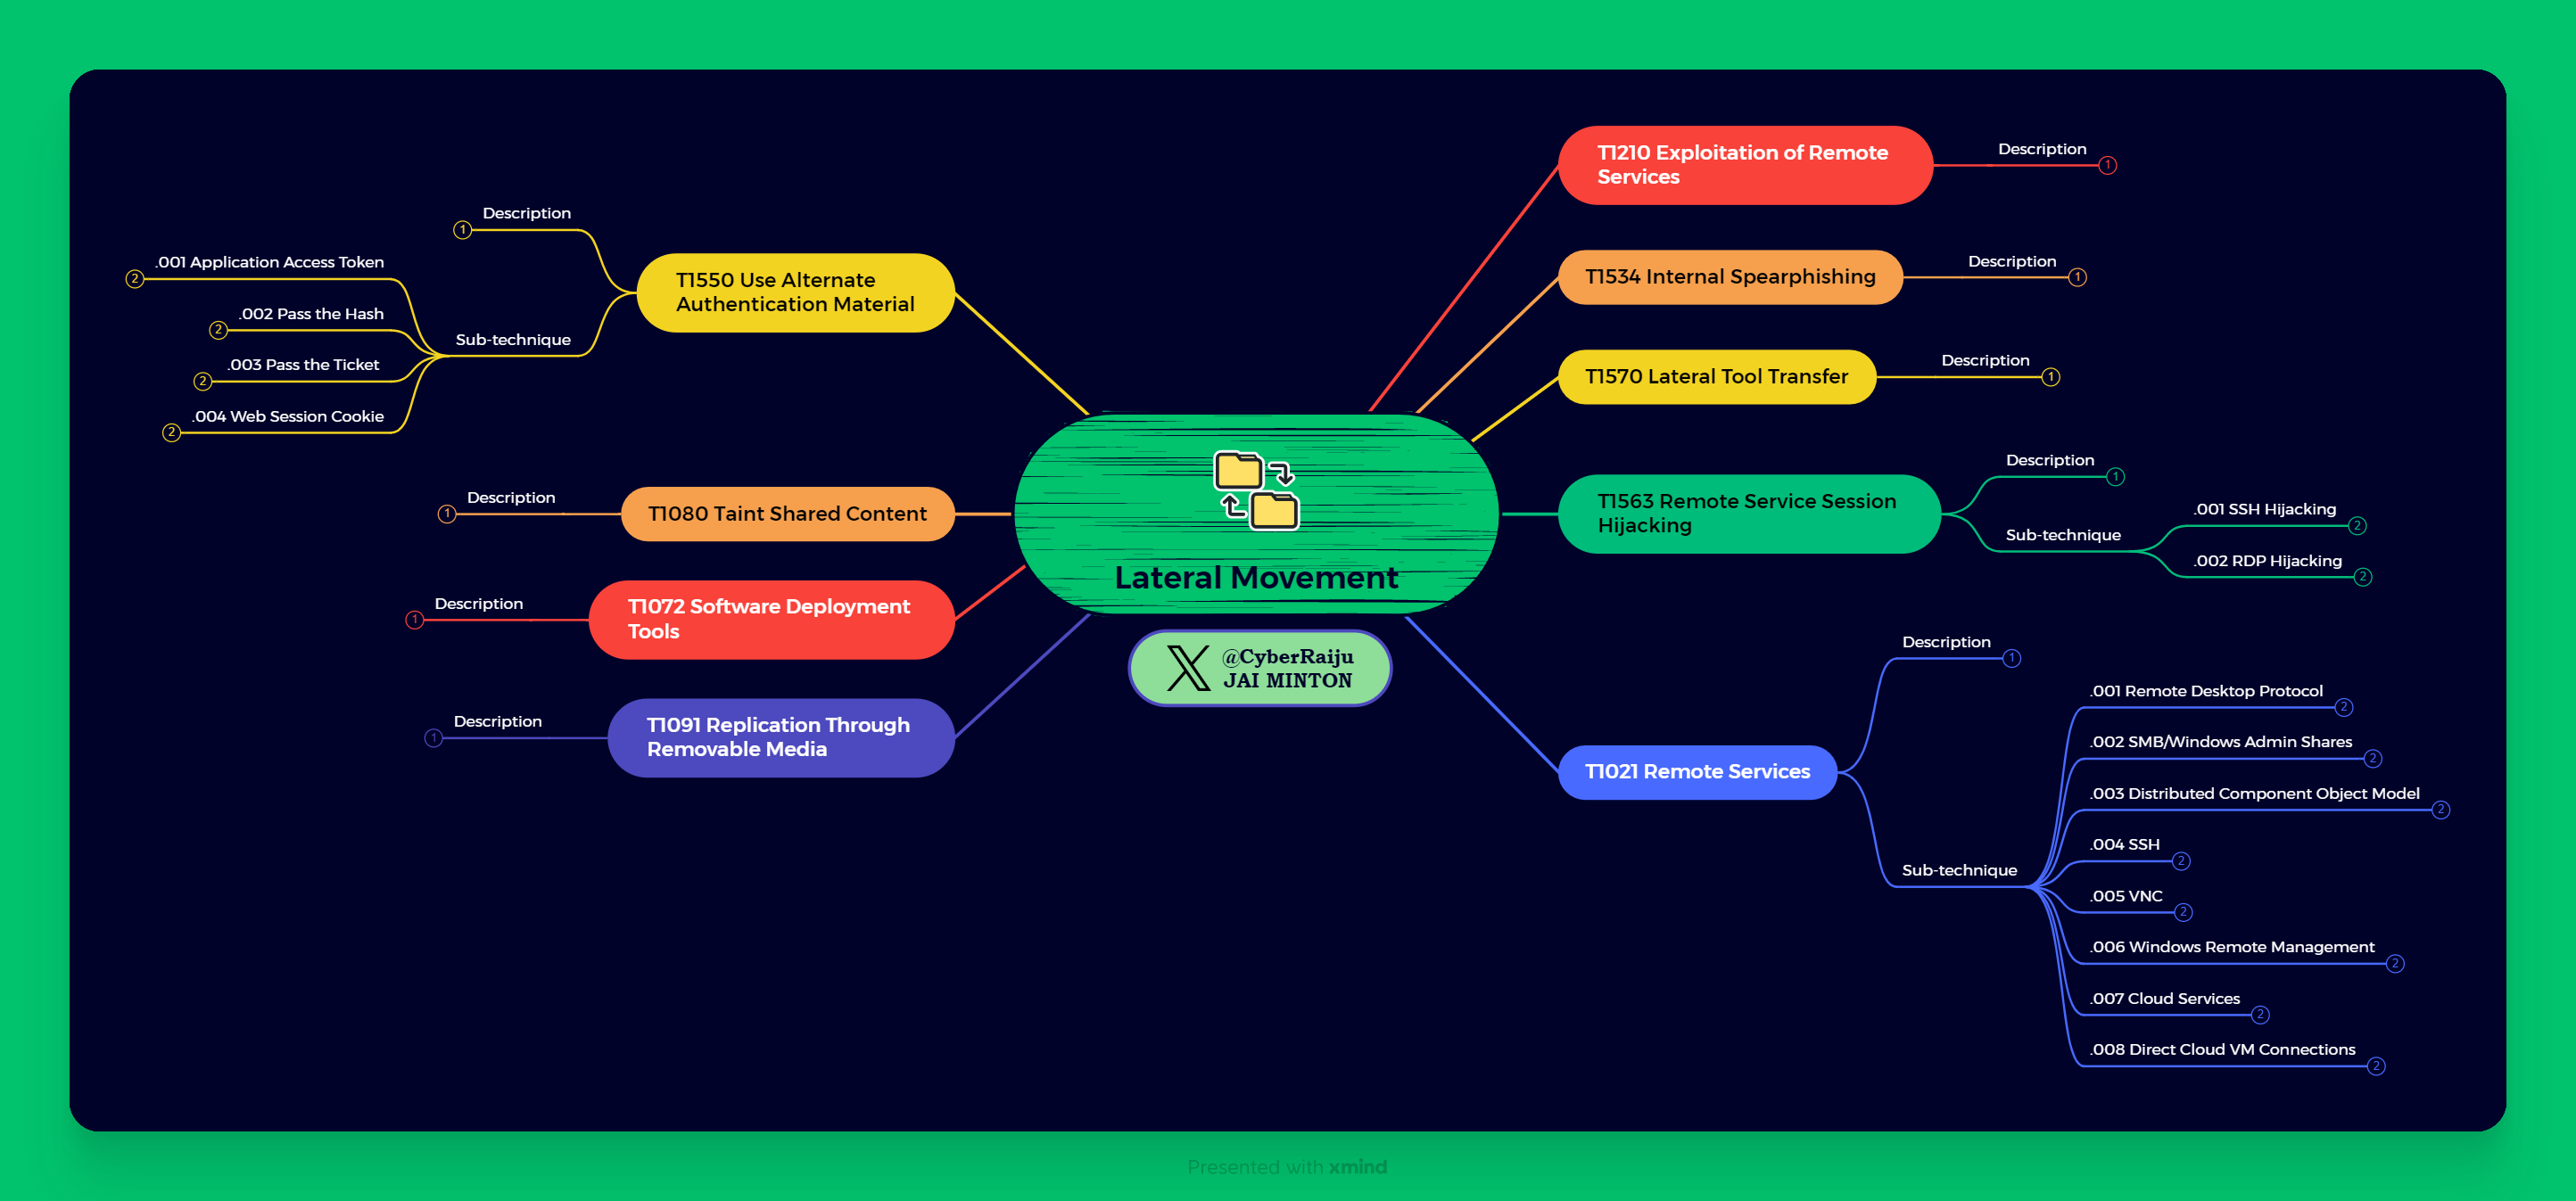 T1210 Exploitation of Remote
Services
Description
1
T1534 Internal Spearphishing
Description
1
T1570 Lateral Tool Transfer
Description
1
T1563 Remote Service Session
Hijacking
Description
1
Sub-technique
.001 SSH Hijacking
2
.002 RDP Hijacking
2
T1021 Remote Services
Description
1
Sub-technique
.001 Remote Desktop Protocol
2
.002 SMB/Windows Admin Shares
2
.003 Distributed Component Object Model
2
.004 SSH
2
.005 VNC
2
.006 Windows Remote Management
2
.007 Cloud Services
2
.008 Direct Cloud VM Connections
2
T1550 Use Alternate
Authentication Material
Description
1
Sub-technique
.001 Application Access Token
2
.002 Pass the Hash
2
.003 Pass the Ticket
2
.004 Web Session Cookie
2
T1080 Taint Shared Content
Description
1
T1072 Software Deployment
Tools
Description
1
T1091 Replication Through
Removable Media
Description
1
Lateral Movement
@CyberRaiju
JAI MINTON
Presented with xmind